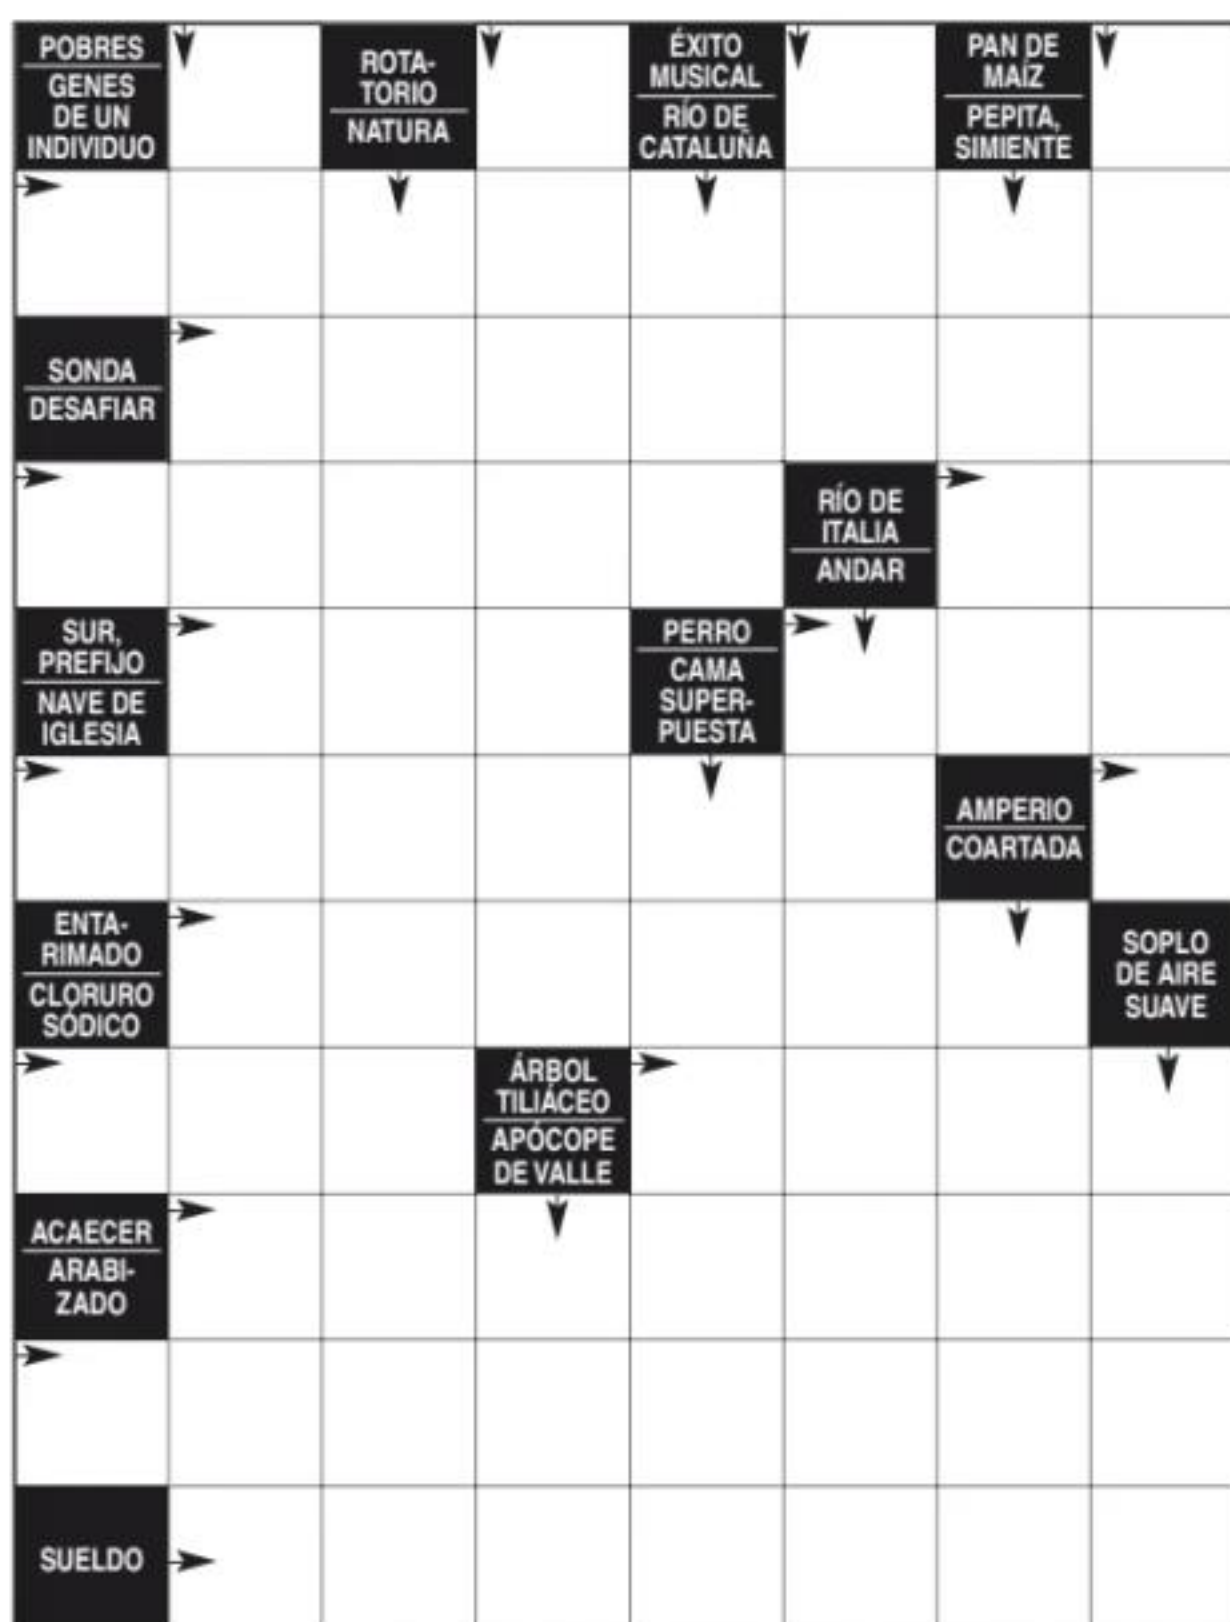 POBRES
GENES
DE UN
INDIVIDUO
ROTA-
TORIO
NATURA
ÉXITO
MUSICAL
RÍO DE
CATALUÑA
PAN DE
MAÍZ
PEPITA,
SIMIENTE
SONDA
DESAFIAR
RÍO DE
ITALIA
ANDAR
SUR,
PREFIJO
NAVE DE
IGLESIA
PERRO
CAMA
SUPER-
PUESTA
AMPERIO
COARTADA
ENTA-
RIMADO
CLORURO
SÓDICO
SOPLO
DE AIRE
SUAVE
ÁRBOL
TILIÁCEO
APÓCOPE
DE VALLE
ACAECER
ARABI-
ZADO
SUELDO